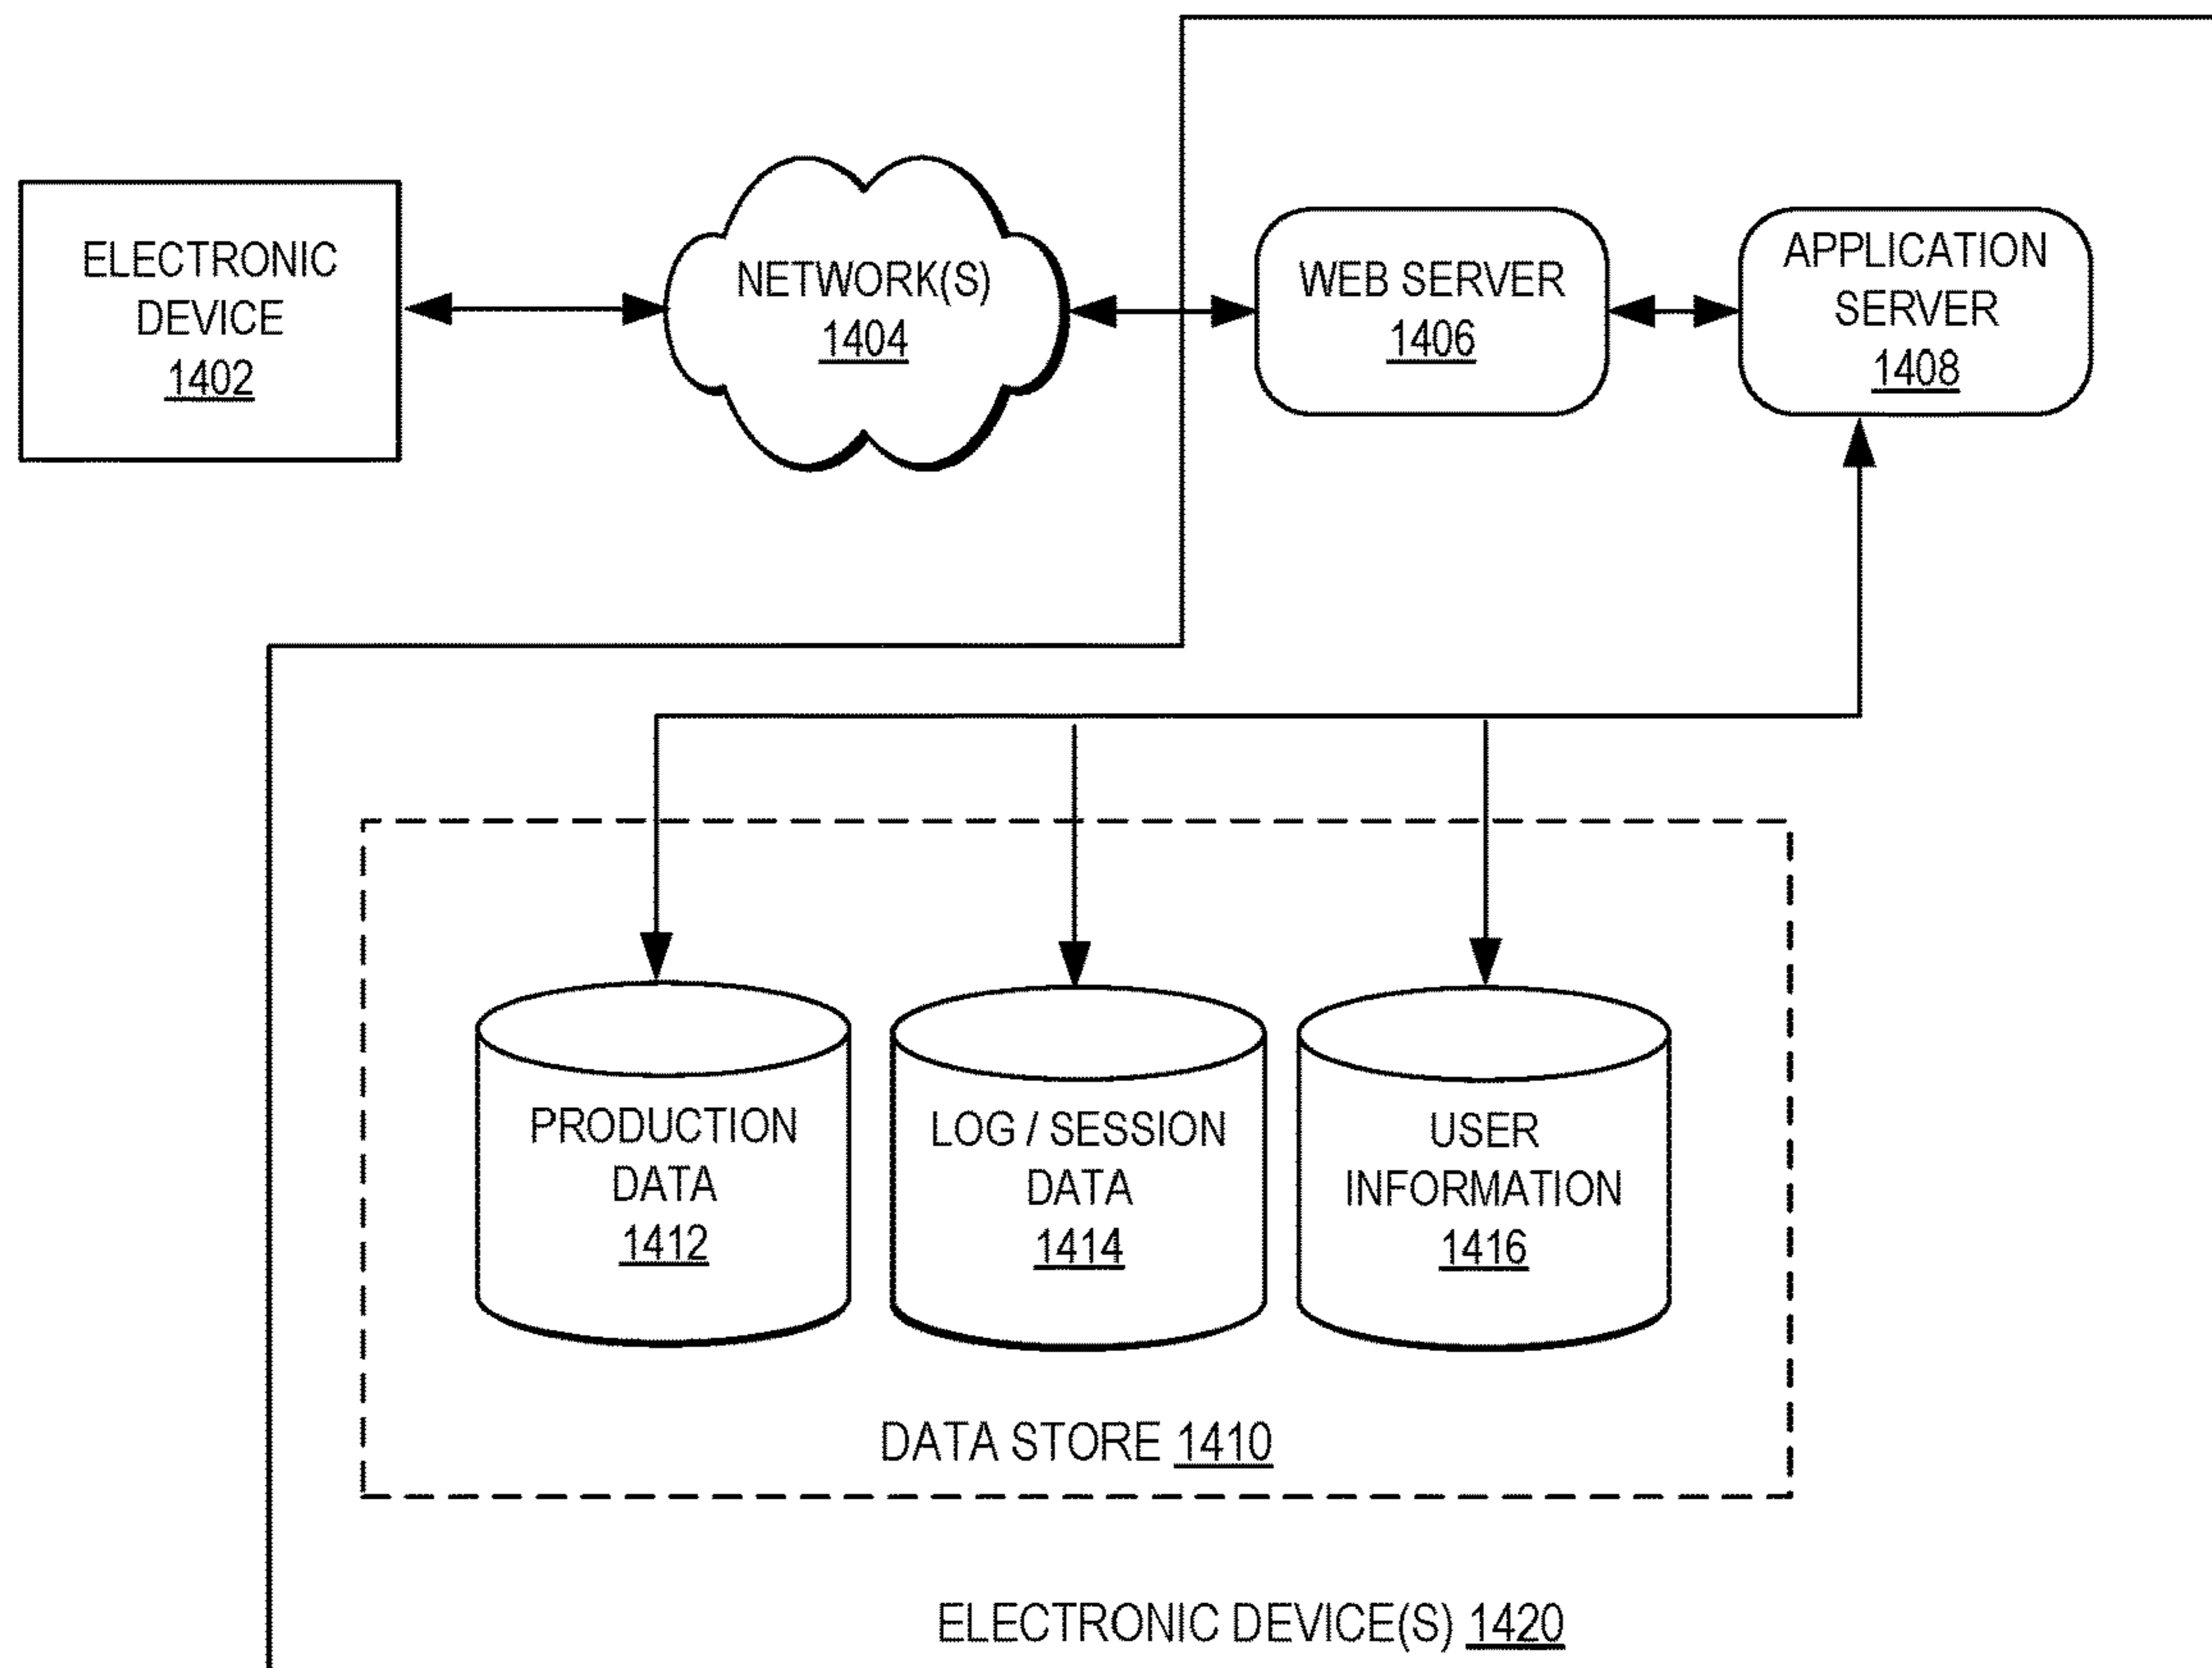 ELECTRONIC
DEVICE
1402
NETWORK(S)
1404
WEB SERVER
1406
APPLICATION
SERVER
1408
PRODUCTION
DATA
1412
LOG / SESSION
DATA
1414
USER
INFORMATION
1416
DATA STORE 1410
ELECTRONIC DEVICE(S) 1420